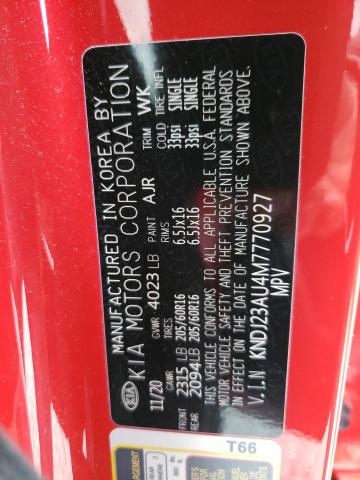 MANUFACTURED IN KOREA BY
KIA KIA MOTORS CORPORATION
11/20 GVWR 4023 LB PAINT AJR TRIM WK
TIRES RIMS COLD TIRE INFL
FRONT 2315 LB 205/60R16 6.5Jx16 33psi SINGLE
REAR 2094 LB 205/60R16 6.5Jx16 33psi SINGLE
THIS VEHICLE CONFORMS TO ALL APPLICABLE U.S.A. FEDERAL
MOTOR VEHICLE SAFETY AND THEFT PREVENTION STANDARDS
IN EFFECT ON THE DATE OF MANUFACTURE SHOWN ABOVE.
V.I.N KNDJ23AU4M7770927
MPV
T66